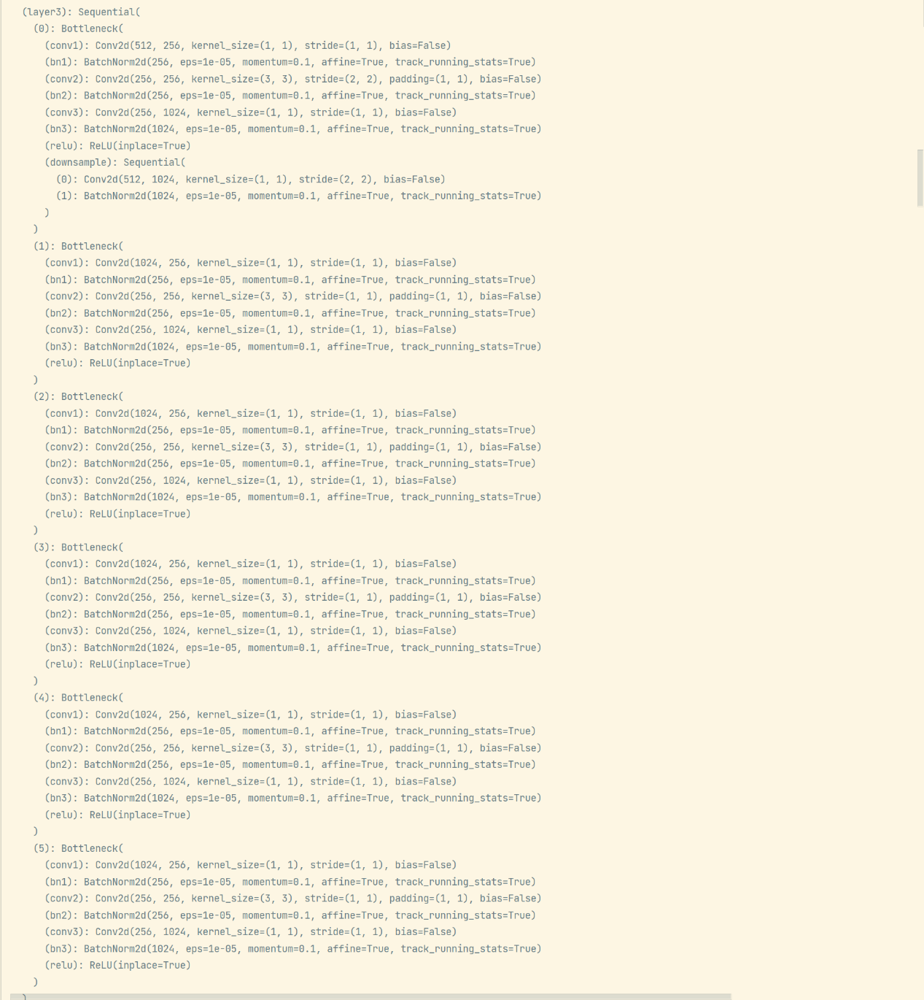 (layer3): Sequential(
(0): Bottleneck(
(conv1): Conv2d(512, 256, kernel_size=(1, 1), stride=(1, 1), bias=False)
(bn1): BatchNorm2d(256, eps=1e-05, momentum=0.1, affine=True, track_running_stats=True)
(conv2): Conv2d(256, 256, kernel_size=(3, 3), stride=(2, 2), padding=(1, 1), bias=False)
(bn2): BatchNorm2d(256, eps=1e-05, momentum=0.1, affine=True, track_running_stats=True)
(conv3): Conv2d(256, 1024, kernel_size=(1, 1), stride=(1, 1), bias=False)
(bn3): BatchNorm2d(1024, eps=1e-05, momentum=0.1, affine=True, track_running_stats=True)
(relu): ReLU(inplace=True)
(downsample): Sequential(
(0): Conv2d(512, 1024, kernel_size=(1, 1), stride=(2, 2), bias=False)
(1): BatchNorm2d(1024, eps=1e-05, momentum=0.1, affine=True, track_running_stats=True)
)
)
(1): Bottleneck(
(conv1): Conv2d(1024, 256, kernel_size=(1, 1), stride=(1, 1), bias=False)
(bn1): BatchNorm2d(256, eps=1e-05, momentum=0.1, affine=True, track_running_stats=True)
(conv2): Conv2d(256, 256, kernel_size=(3, 3), stride=(1, 1), padding=(1, 1), bias=False)
(bn2): BatchNorm2d(256, eps=1e-05, momentum=0.1, affine=True, track_running_stats=True)
(conv3): Conv2d(256, 1024, kernel_size=(1, 1), stride=(1, 1), bias=False)
(bn3): BatchNorm2d(1024, eps=1e-05, momentum=0.1, affine=True, track_running_stats=True)
(relu): ReLU(inplace=True)
)
(2): Bottleneck(
(conv1): Conv2d(1024, 256, kernel_size=(1, 1), stride=(1, 1), bias=False)
(bn1): BatchNorm2d(256, eps=1e-05, momentum=0.1, affine=True, track_running_stats=True)
(conv2): Conv2d(256, 256, kernel_size=(3, 3), stride=(1, 1), padding=(1, 1), bias=False)
(bn2): BatchNorm2d(256, eps=1e-05, momentum=0.1, affine=True, track_running_stats=True)
(conv3): Conv2d(256, 1024, kernel_size=(1, 1), stride=(1, 1), bias=False)
(bn3): BatchNorm2d(1024, eps=1e-05, momentum=0.1, affine=True, track_running_stats=True)
(relu): ReLU(inplace=True)
)
(3): Bottleneck(
(conv1): Conv2d(1024, 256, kernel_size=(1, 1), stride=(1, 1), bias=False)
(bn1): BatchNorm2d(256, eps=1e-05, momentum=0.1, affine=True, track_running_stats=True)
(conv2): Conv2d(256, 256, kernel_size=(3, 3), stride=(1, 1), padding=(1, 1), bias=False)
(bn2): BatchNorm2d(256, eps=1e-05, momentum=0.1, affine=True, track_running_stats=True)
(conv3): Conv2d(256, 1024, kernel_size=(1, 1), stride=(1, 1), bias=False)
(bn3): BatchNorm2d(1024, eps=1e-05, momentum=0.1, affine=True, track_running_stats=True)
(relu): ReLU(inplace=True)
)
(4): Bottleneck(
(conv1): Conv2d(1024, 256, kernel_size=(1, 1), stride=(1, 1), bias=False)
(bn1): BatchNorm2d(256, eps=1e-05, momentum=0.1, affine=True, track_running_stats=True)
(conv2): Conv2d(256, 256, kernel_size=(3, 3), stride=(1, 1), padding=(1, 1), bias=False)
(bn2): BatchNorm2d(256, eps=1e-05, momentum=0.1, affine=True, track_running_stats=True)
(conv3): Conv2d(256, 1024, kernel_size=(1, 1), stride=(1, 1), bias=False)
(bn3): BatchNorm2d(1024, eps=1e-05, momentum=0.1, affine=True, track_running_stats=True)
(relu): ReLU(inplace=True)
)
(5): Bottleneck(
(conv1): Conv2d(1024, 256, kernel_size=(1, 1), stride=(1, 1), bias=False)
(bn1): BatchNorm2d(256, eps=1e-05, momentum=0.1, affine=True, track_running_stats=True)
(conv2): Conv2d(256, 256, kernel_size=(3, 3), stride=(1, 1), padding=(1, 1), bias=False)
(bn2): BatchNorm2d(256, eps=1e-05, momentum=0.1, affine=True, track_running_stats=True)
(conv3): Conv2d(256, 1024, kernel_size=(1, 1), stride=(1, 1), bias=False)
(bn3): BatchNorm2d(1024, eps=1e-05, momentum=0.1, affine=True, track_running_stats=True)
(relu): ReLU(inplace=True)
)
)